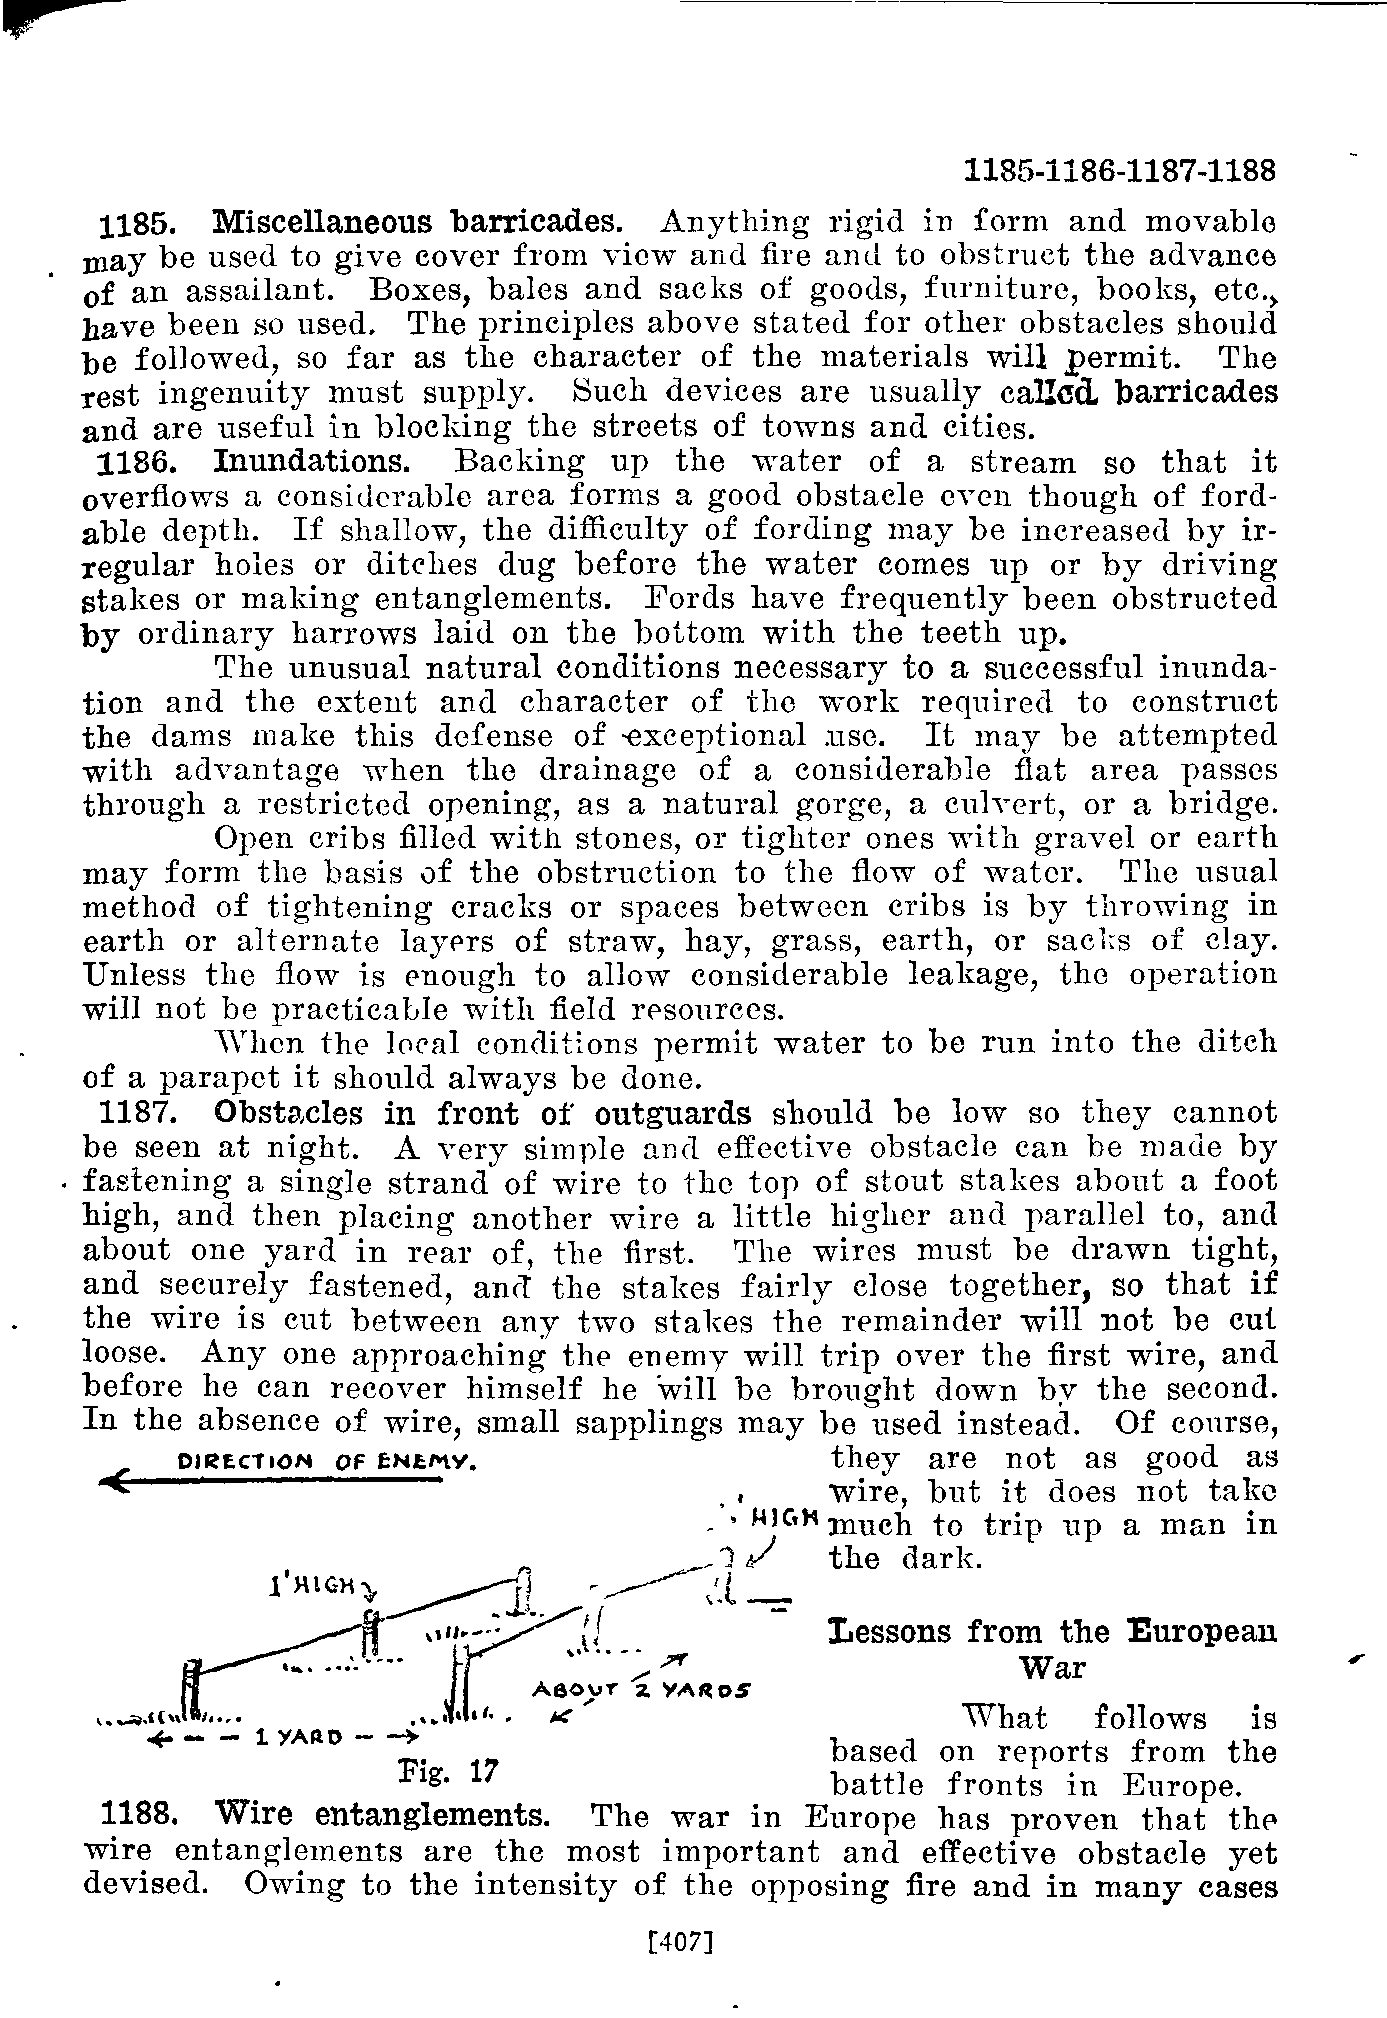 1185-1186-1187-1188
1185. Miscellaneous barricades. Anything rigid in form and movable
may be used to give cover from view and fire and to obstruct the advance
of an assailant. Boxes, bales and sacks of goods, furniture, books, etc.,
have been so used. The principles above stated for other obstacles should
be followed, so far as the character of the materials will permit. The
rest ingenuity must supply. Such devices are usually called barricades
and are useful in blocking the streets of towns and cities.
1186. Inundations. Backing up the water of a stream so that it
overflows a considerable area forms a good obstacle even though of ford-
able depth. If shallow, the difficulty of fording may be increased by ir-
regular holes or ditches dug before the water comes up or by driving
stakes or making entanglements. Fords have frequently been obstructed
by ordinary harrows laid on the bottom with the teeth up.
The unusual natural conditions necessary to a successful inunda-
tion and the extent and character of the work required to construct
the dams make this defense of exceptional use. It may be attempted
with advantage when the drainage of a considerable flat area passes
through a restricted opening, as a natural gorge, a culvert, or a bridge.
Open cribs filled with stones, or tighter ones with gravel or earth
may form the basis of the obstruction to the flow of water. The usual
method of tightening cracks or spaces between cribs is by throwing in
earth or alternate layers of straw, hay, grass, earth, or sacks of clay.
Unless the flow is enough to allow considerable leakage, the operation
will not be practicable with field resources.
When the local conditions permit water to be run into the ditch
of a parapet it should always be done.
1187. Obstacles in front of outguards should be low so they cannot
be seen at night. A very simple and effective obstacle can be made by
fastening a single strand of wire to the top of stout stakes about a foot
high, and then placing another wire a little higher and parallel to, and
about one yard in rear of, the first. The wires must be drawn tight,
and securely fastened, and the stakes fairly close together, so that if
the wire is cut between any two stakes the remainder will not be cut
loose. Any one approaching the enemy will trip over the first wire, and
before he can recover himself he will be brought down by the second.
In the absence of wire, small sapplings may be used instead. Of course,
they are not as good as
wire, but it does not take
much to trip up a man in
the dark.
DIRECTION OF ENEMY.
HIGH
1' HIGH
ABOUT 2 YARDS
1 YARD
Fig. 17
Lessons from the European
War
What follows is
based on reports from the
battle fronts in Europe.
1188. Wire entanglements. The war in Europe has proven that the
wire entanglements are the most important and effective obstacle yet
devised. Owing to the intensity of the opposing fire and in many cases
[407]